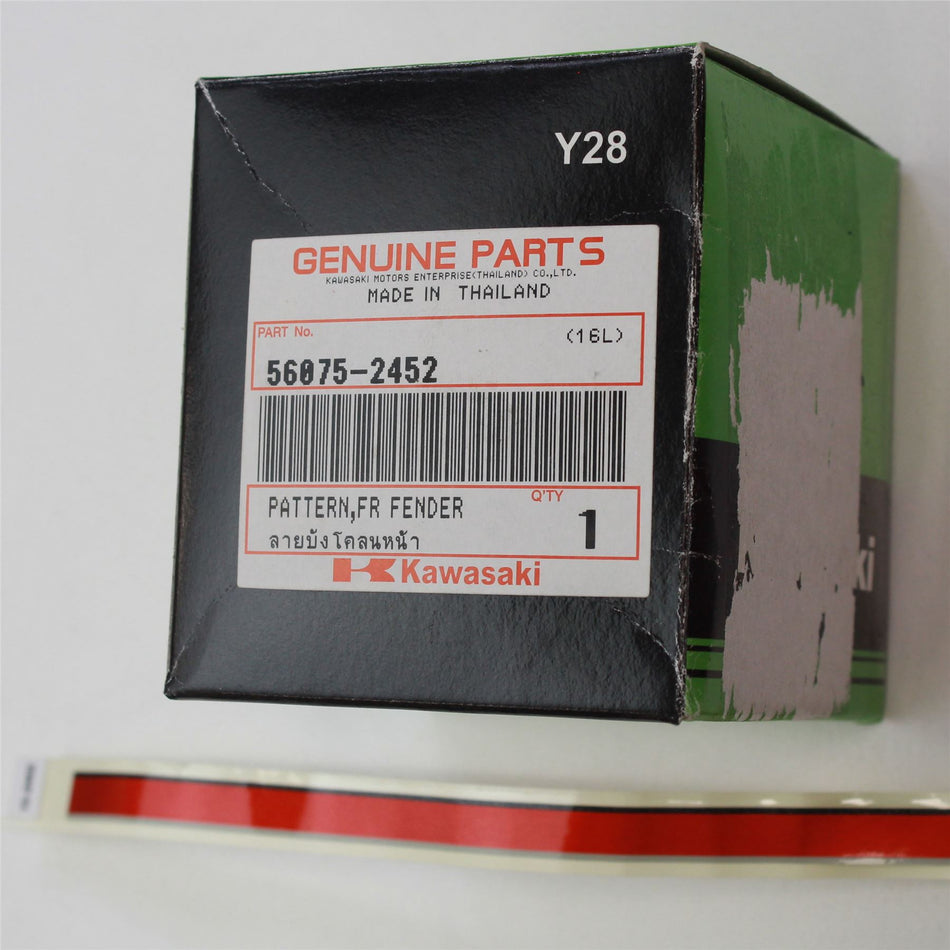 Y28
GENUINE PARTS
KAWASAKI MOTORS ENTERPRISE(THAILAND) CO.,LTD.
MADE IN THAILAND
PART No.
(16L)
56075-2452
PATTERN,FR FENDER
Q'TY
ลายบังโคลนหน้า
1
Kawasaki
ki